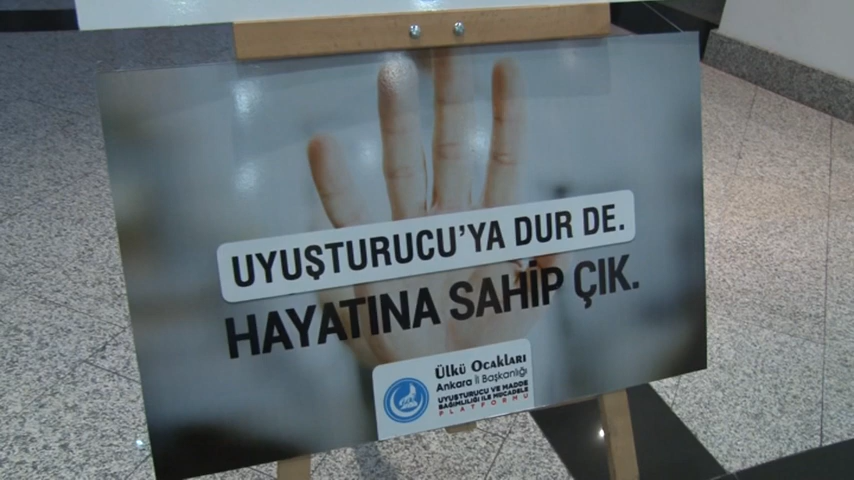 UYUŞTURUCU'YA DUR DE.
HAYATINA SAHİP ÇIK.
Ülkü Ocakları
Ankara İl Başkanlığı
UYUŞTURUCU VE MADDE
BAĞIMLILIĞI İLE MÜCADELE
PLATFORMU